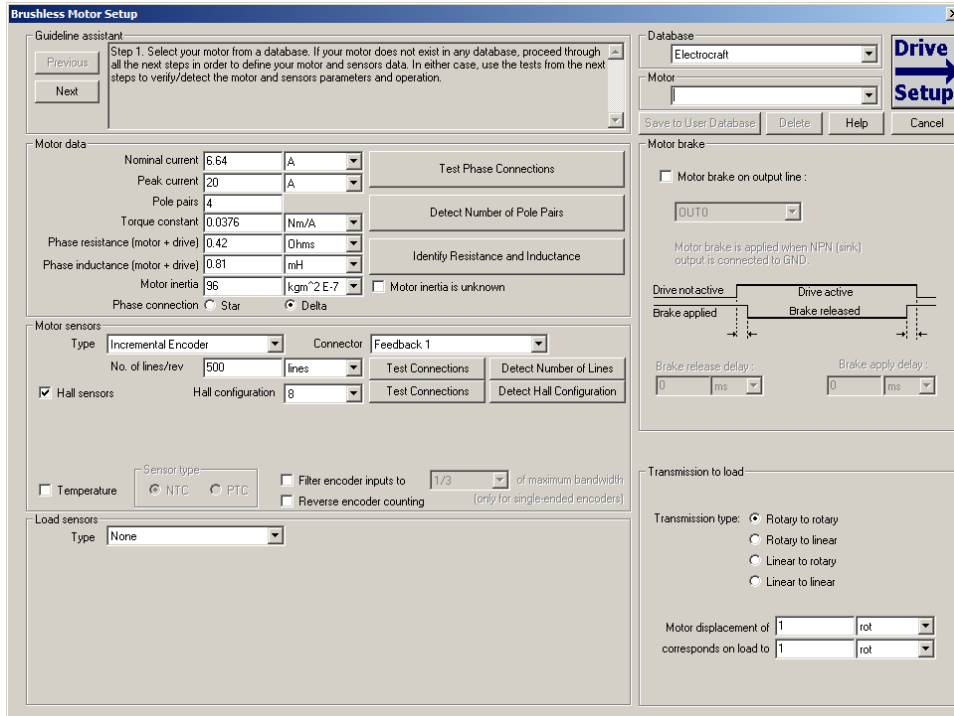 Brushless Motor Setup
Guideline assistant
Previous
Next
Step 1. Select your motor from a database. If your motor does not exist in any database, proceed through
all the next steps in order to define your motor and sensors data. In either case, use the tests from the next
steps to verify/detect the motor and sensors parameters and operation.
Database
Electrocraft
Motor
Drive
Setup
Save to User Database Delete Help Cancel
Motor data
Nominal current 6.64 A
Peak current 20 A
Pole pairs 4
Torque constant 0.0376 Nm/A
Phase resistance (motor + drive) 0.42 Ohms
Phase inductance (motor + drive) 0.81 mH
Motor inertia 96 kgm^2 E-7
Motor inertia is unknown
Phase connection Star Delta
Test Phase Connections
Detect Number of Pole Pairs
Identify Resistance and Inductance
Motor brake
Motor brake on output line :
OUT0
Motor brake is applied when NPN (sink)
output is connected to GND.
Drive not active Drive active
Brake applied Brake released
Brake release delay : Brake apply delay :
0 ms 0 ms
Motor sensors
Type Incremental Encoder Connector Feedback 1
No. of lines/rev 500 lines Test Connections Detect Number of Lines
Hall sensors Hall configuration 8 Test Connections Detect Hall Configuration
Temperature
Sensor type
NTC PTC
Filter encoder inputs to 1/3 of maximum bandwidth
Reverse encoder counting (only for single-ended encoders)
Load sensors
Type None
Transmission to load
Transmission type: Rotary to rotary
Rotary to linear
Linear to rotary
Linear to linear
Motor displacement of 1 rot
corresponds on load to 1 rot